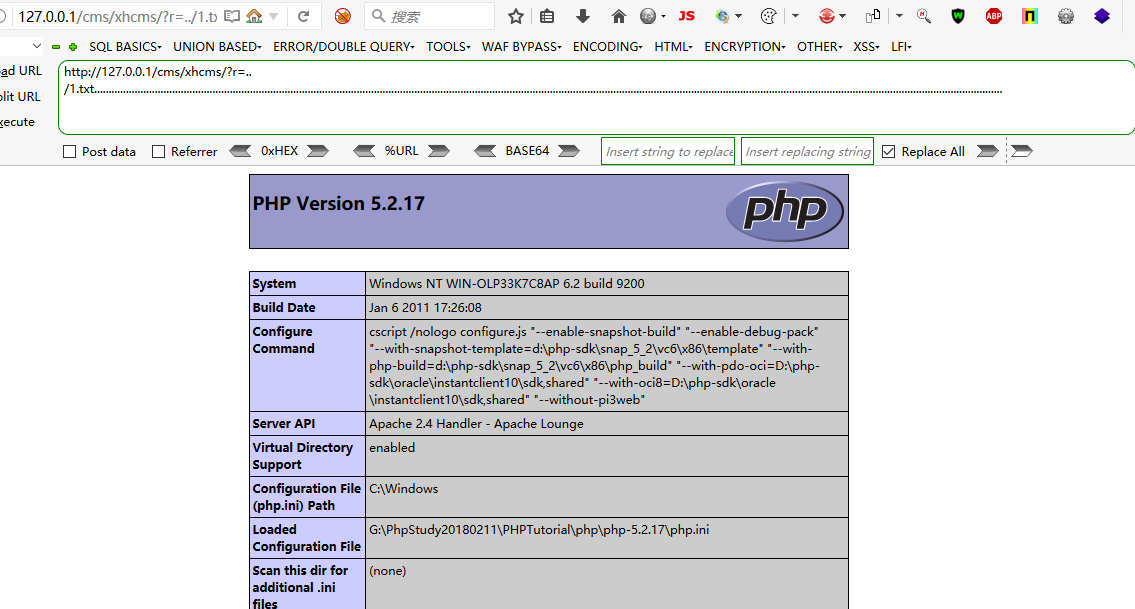 127.0.0.1/cms/xhcms/?r=../1.t
搜索
JS
W
ABP
SQL BASICS
UNION BASED
ERROR/DOUBLE QUERY
TOOLS
WAF BYPASS
ENCODING
HTML
ENCRYPTION
OTHER
XSS
LFI
ad URL
http://127.0.0.1/cms/xhcms/?r=..
plit URL
/1.txt
xecute
Post data
Referrer
0xHEX
%URL
BASE64
Insert string to replace
Insert replacing string
Replace All
PHP Version 5.2.17
php
System
Windows NT WIN-OLP33K7C8AP 6.2 build 9200
Build Date
Jan 6 2011 17:26:08
Configure
Command
cscript /nologo configure.js "--enable-snapshot-build" "--enable-debug-pack"
"--with-snapshot-template=d:\php-sdk\snap_5_2\vc6\x86\template" "--with-
php-build=d:\php-sdk\snap_5_2\vc6\x86\php_build" "--with-pdo-oci=D:\php-
sdk\oracle\instantclient10\sdk,shared" "--with-oci8=D:\php-sdk\oracle
\instantclient10\sdk,shared" "--without-pi3web"
Server API
Apache 2.4 Handler - Apache Lounge
Virtual Directory
Support
enabled
Configuration File
(php.ini) Path
C:\Windows
Loaded
Configuration File
G:\PhpStudy20180211\PHPTutorial\php\php-5.2.17\php.ini
Scan this dir for
additional .ini
files
(none)